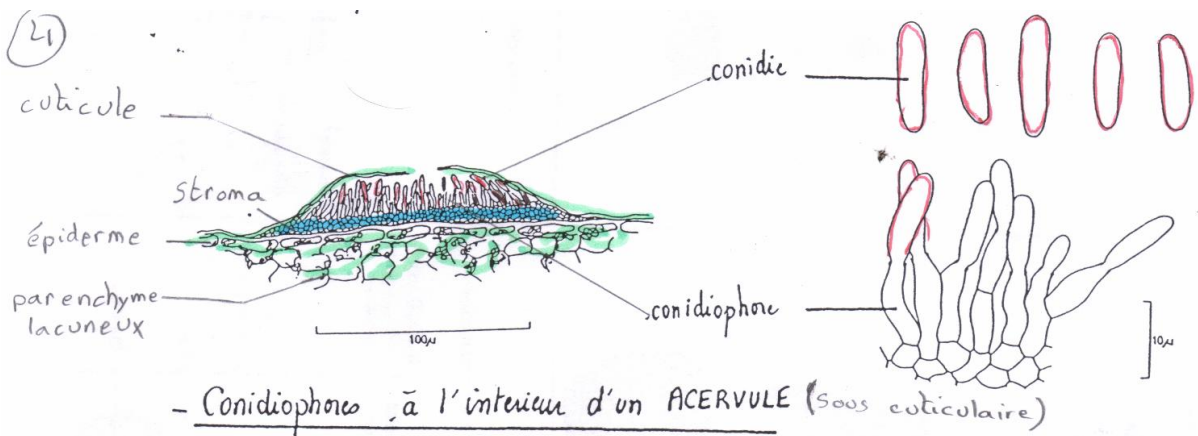 21
cuticule
conidie
stroma
épiderme
parenchyme
lacuneux
conidiophore
100µ
10µ
- Conidiophores à l'interieur d'un ACERVULE (sous cuticulaire)